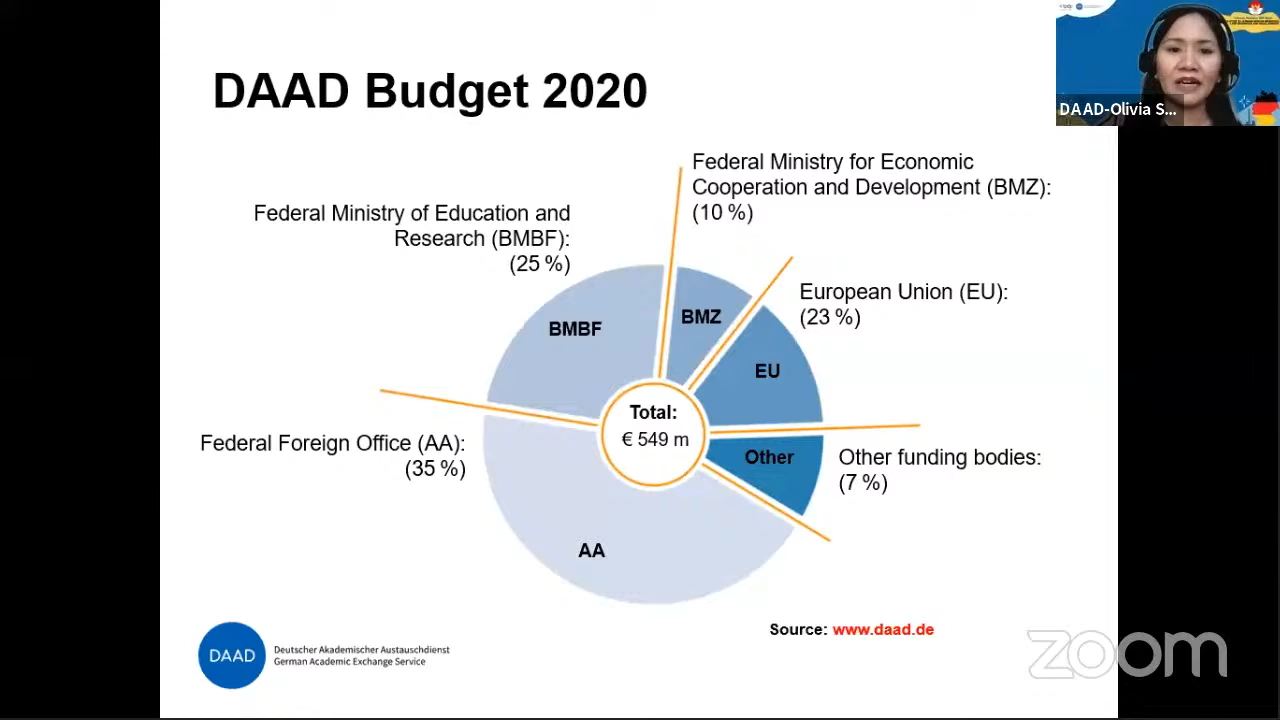 DAAD Budget 2020
DAAD-Olivia S...
Federal Ministry for Economic
Cooperation and Development (BMZ):
(10 %)
Federal Ministry of Education and
Research (BMBF):
(25 %)
European Union (EU):
(23 %)
BMZ
BMBF
EU
Total:
€ 549 m
Federal Foreign Office (AA):
(35 %)
Other
Other funding bodies:
(7 %)
AA
Source: www.daad.de
DAAD
Deutscher Akademischer Austauschdienst
German Academic Exchange Service
zoom